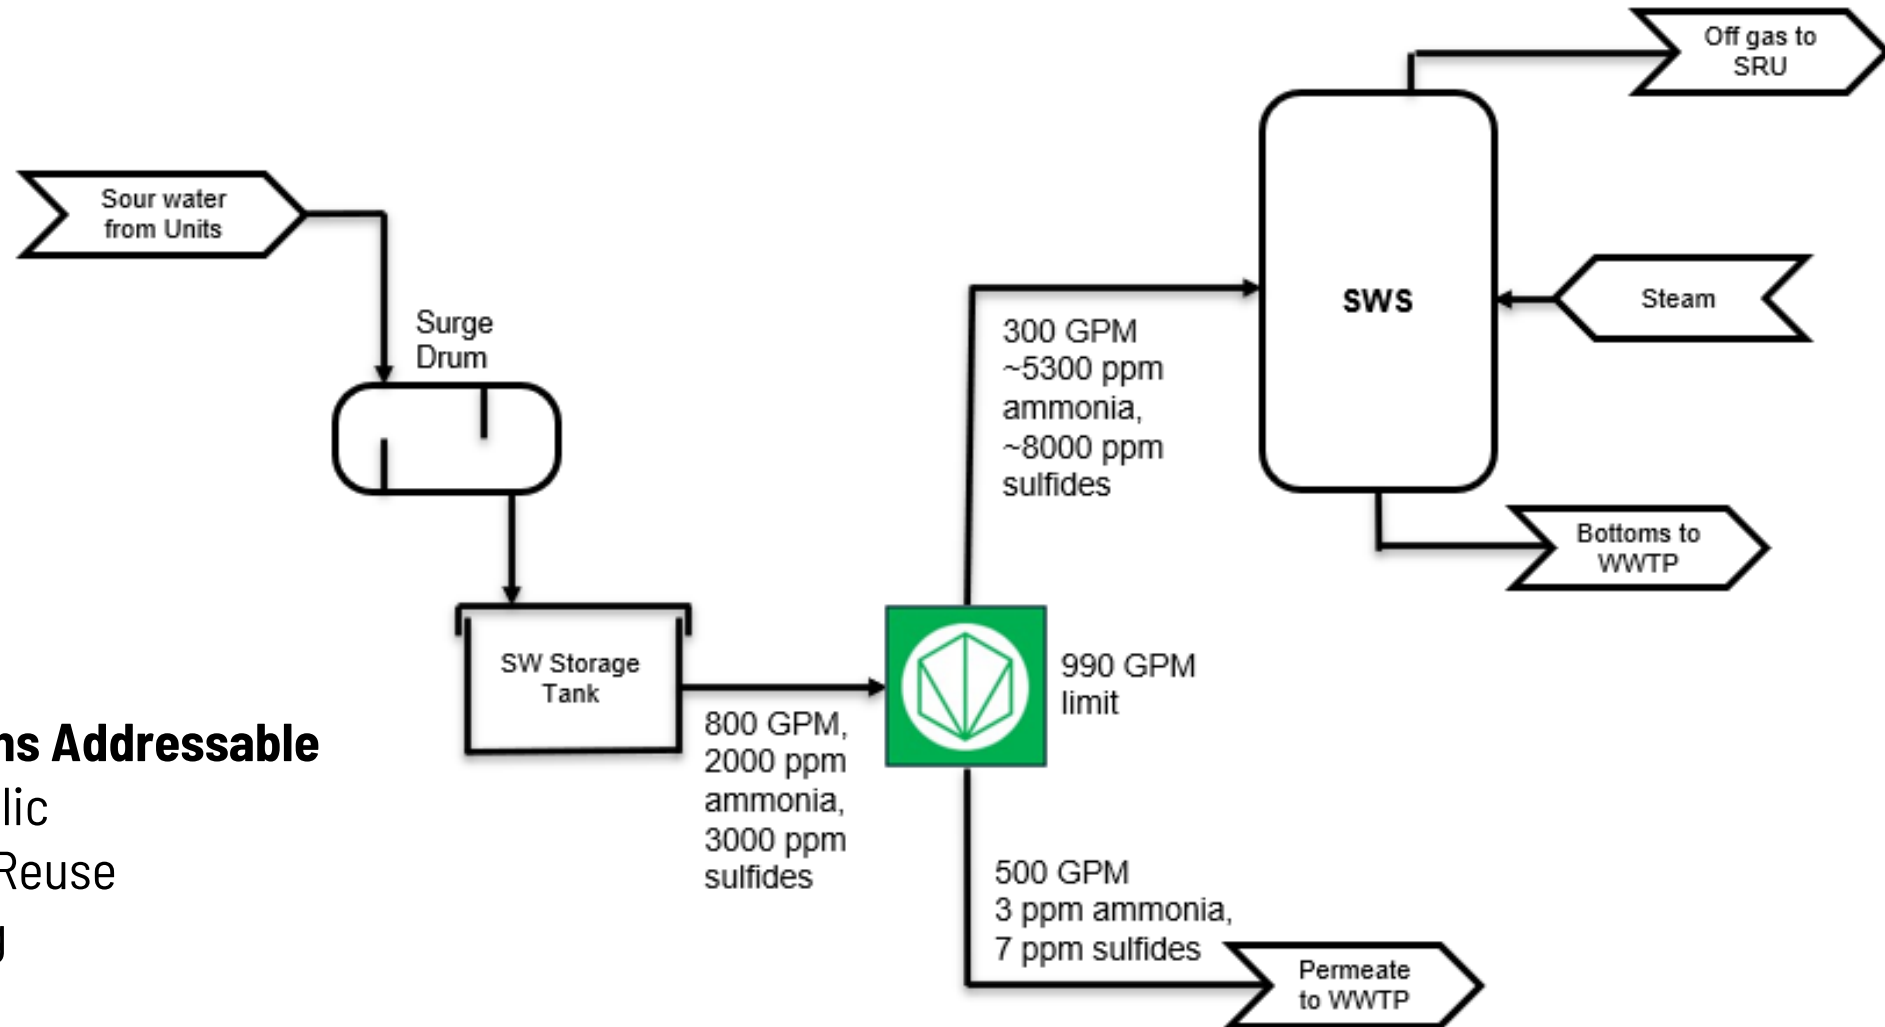 Off gas to
SRU
Sour water
from Units
Surge
Drum
SWS
Steam
300 GPM
~5300 ppm
ammonia,
~8000 ppm
sulfides
Bottoms to
WWTP
SW Storage
Tank
990 GPM
limit
800 GPM,
2000 ppm
ammonia,
3000 ppm
sulfides
Addressable
Reuse
500 GPM
3 ppm ammonia,
7 ppm sulfides
Permeate
to WWTP